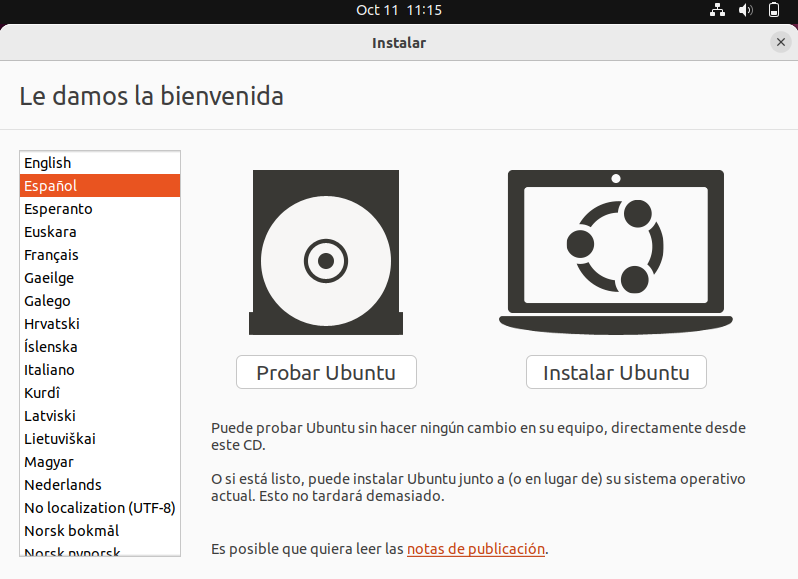 Oct 11 11:15
Instalar
Le damos la bienvenida
English
Español
Esperanto
Euskara
Français
Gaeilge
Galego
Hrvatski
Íslenska
Italiano
Kurdî
Latviski
Lietuviškai
Magyar
Nederlands
No localization (UTF-8)
Norsk bokmål
Norsk nynorsk
Probar Ubuntu
Instalar Ubuntu
Puede probar Ubuntu sin hacer ningún cambio en su equipo, directamente desde
este CD.
O si está listo, puede instalar Ubuntu junto a (o en lugar de) su sistema operativo
actual. Esto no tardará demasiado.
Es posible que quiera leer las notas de publicación.